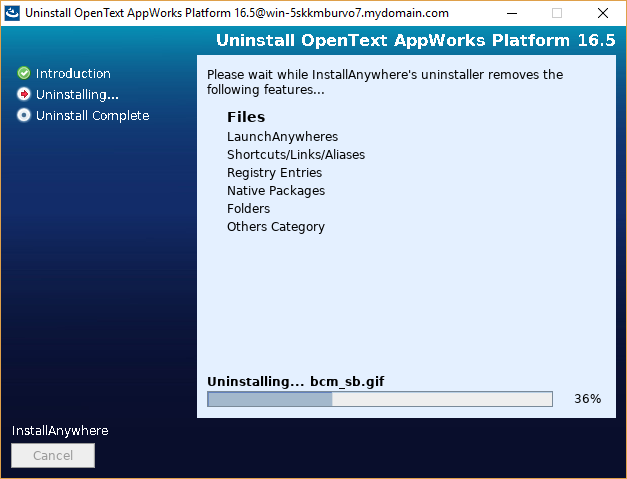 Uninstall OpenText AppWorks Platform 16.5@win-5skkmburvo7.mydomain.com
Uninstall OpenText AppWorks Platform 16.5
Introduction
Uninstalling...
Uninstall Complete
Please wait while InstallAnywhere's uninstaller removes the
following features...
Files
LaunchAnywheres
Shortcuts/Links/Aliases
Registry Entries
Native Packages
Folders
Others Category
Uninstalling... bcm_sb.gif
36%
InstallAnywhere
Cancel